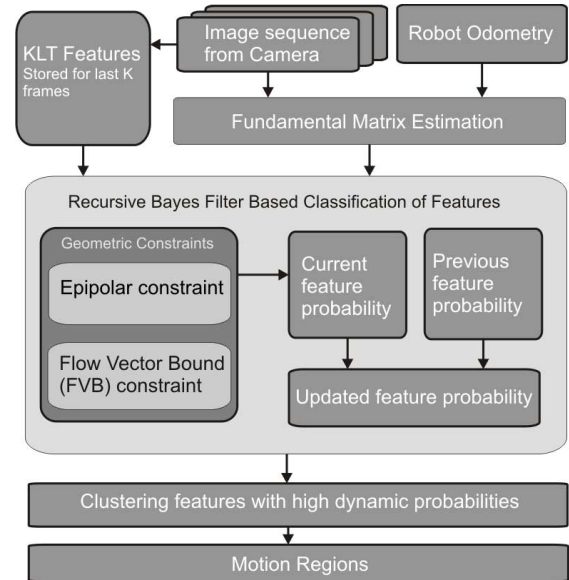 KLT Features
Stored for last K
frames
Image sequence
from Camera
Robot Odometry
Fundamental Matrix Estimation
Recursive Bayes Filter Based Classification of Features
Geometric Constraints
Epipolar constraint
Flow Vector Bound
(FVB) constraint
Current
feature
probability
Previous
feature
probability
Updated feature probability
Clustering features with high dynamic probabilities
Motion Regions